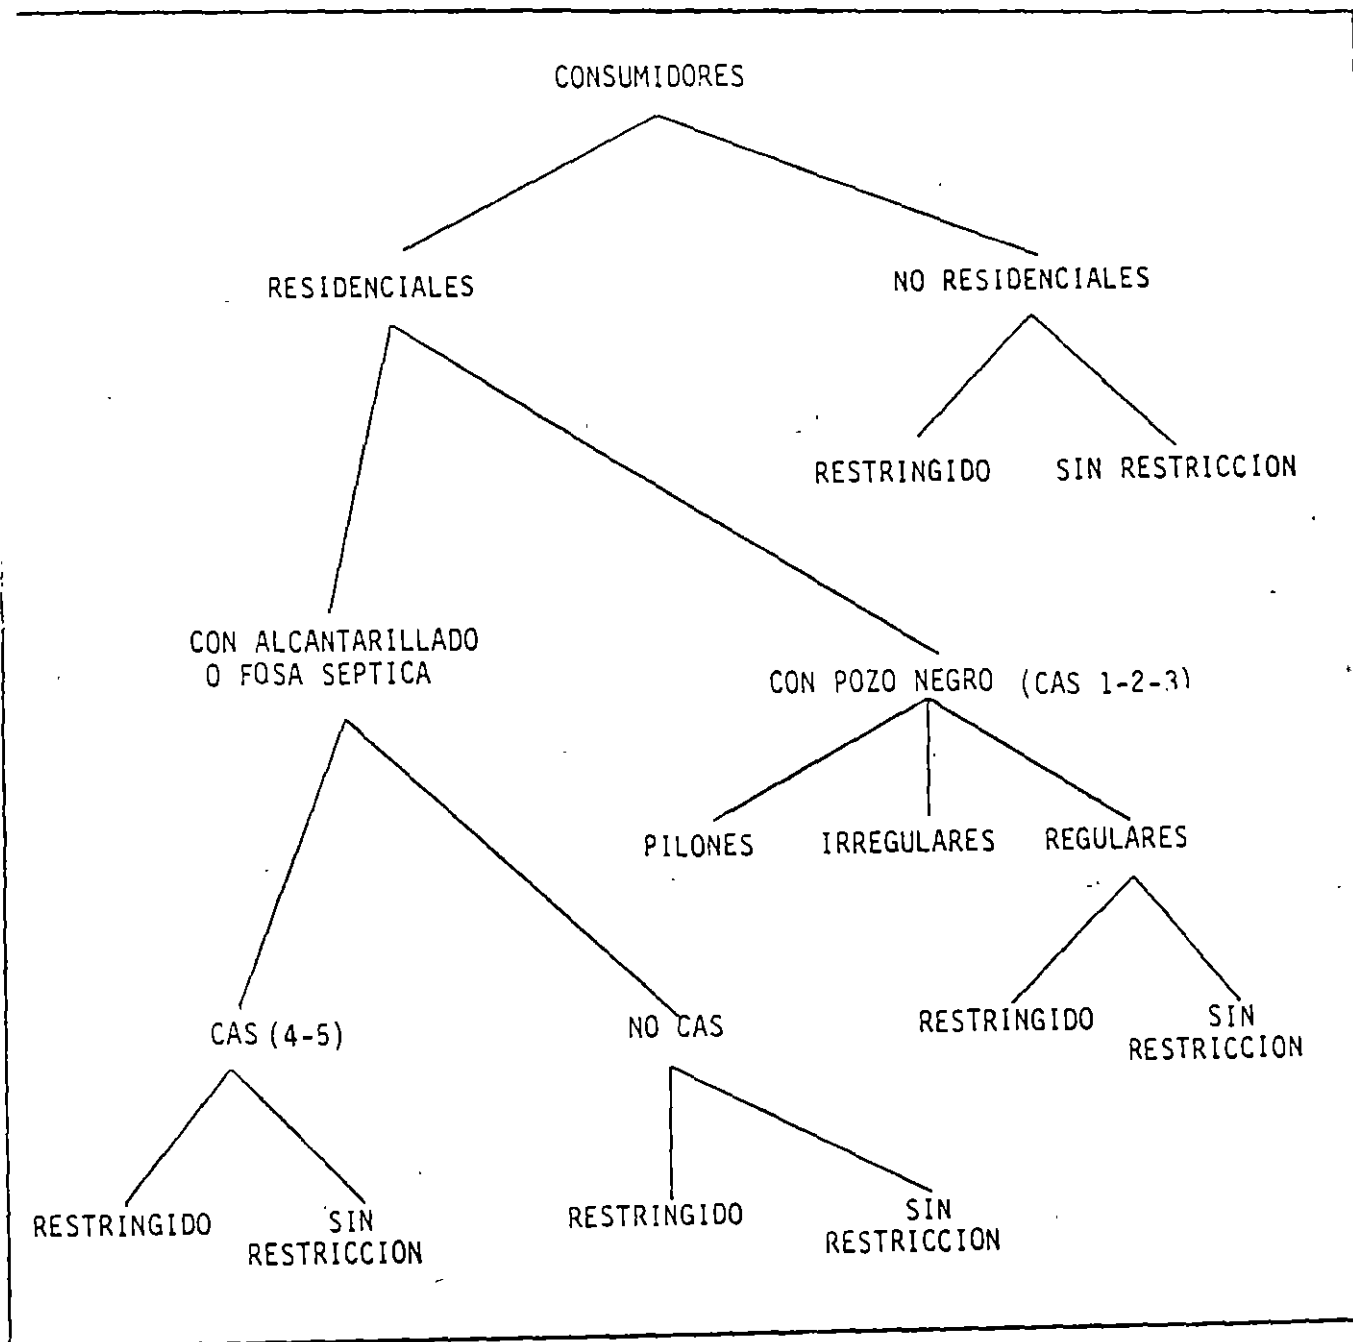 CONSUMIDORES
RESIDENCIALES
NO RESIDENCIALES
RESTRINGIDO
SIN RESTRICCION
CON ALCANTARILLADO
O FOSA SEPTICA
CON POZO NEGRO (CAS 1-2-3)
PILONES
IRREGULARES
REGULARES
CAS (4-5)
NO CAS
RESTRINGIDO
SIN
RESTRICCION
RESTRINGIDO
SIN
RESTRICCION
RESTRINGIDO
SIN
RESTRICCION